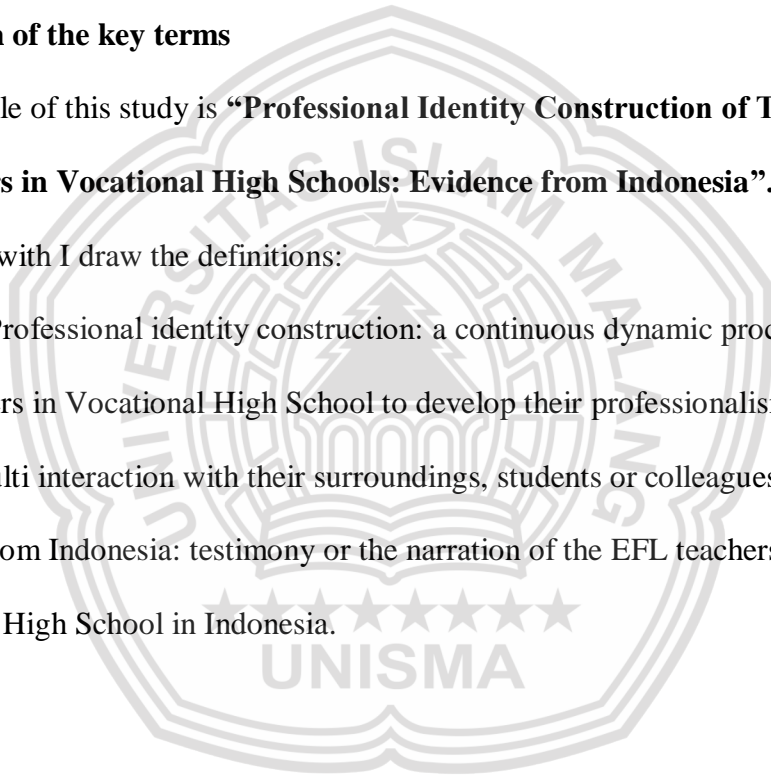 of the key terms
le of this study is “Professional Identity Construction of T
s in Vocational High Schools: Evidence from Indonesia”.
with I draw the definitions:
Professional identity construction: a continuous dynamic proc
rs in Vocational High School to develop their professionalis
lti interaction with their surroundings, students or colleagues
om Indonesia: testimony or the narration of the EFL teachers
High School in Indonesia.
UNIVERSITAS ISLAM MALANG
UNISMA